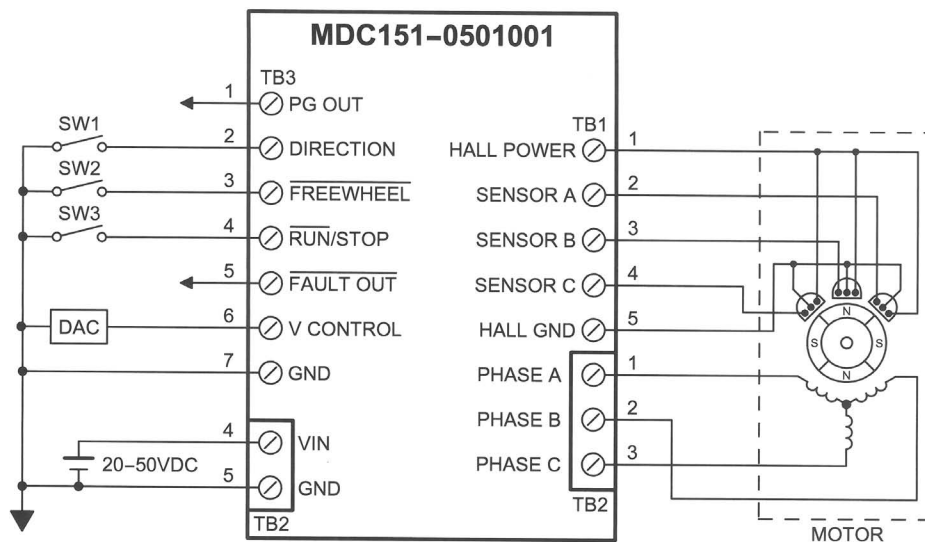 MDC151-0501001
TB3
1 PG OUT
SW1
2 DIRECTION
SW2
3 FREEWHEEL
SW3
4 RUN/STOP
5 FAULT OUT
DAC
6 V CONTROL
7 GND
4 VIN
20-50VDC
5 GND
TB2
TB1
HALL POWER 1
SENSOR A 2
SENSOR B 3
SENSOR C 4
HALL GND 5
PHASE A 1
PHASE B 2
PHASE C 3
TB2
N
S S
N
MOTOR